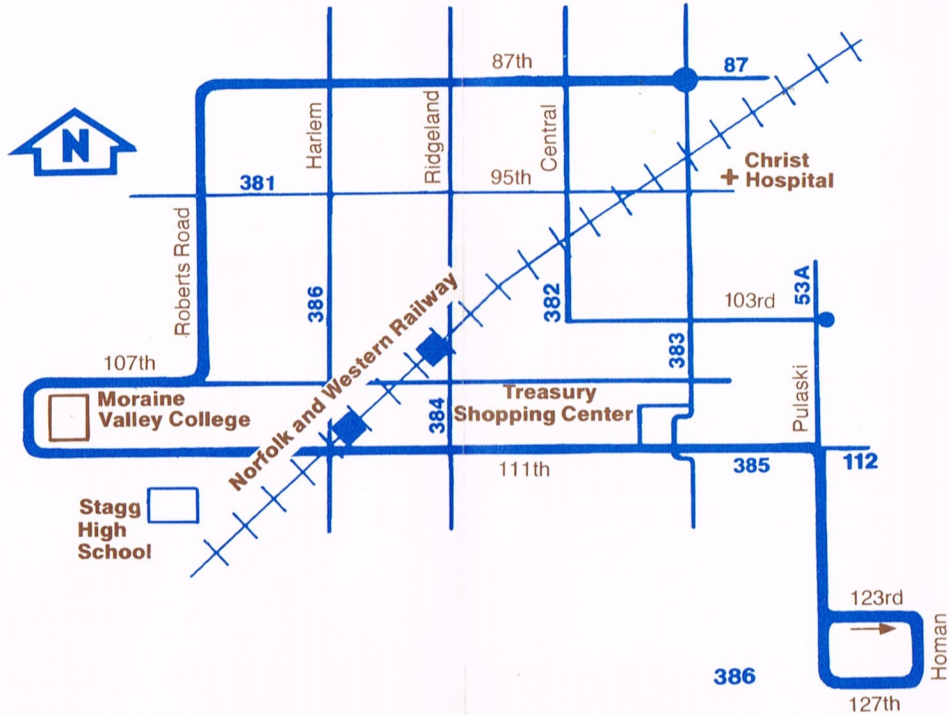 87th
87
N
Harlem
Ridgeland
Central
Christ
Hospital
381
95th
Roberts Road
386
Norfolk and Western Railway
382
53A
103rd
383
107th
Moraine
Valley College
384
Treasury
Shopping Center
Pulaski
111th
385
112
Stagg
High
School
123rd
Homan
386
127th